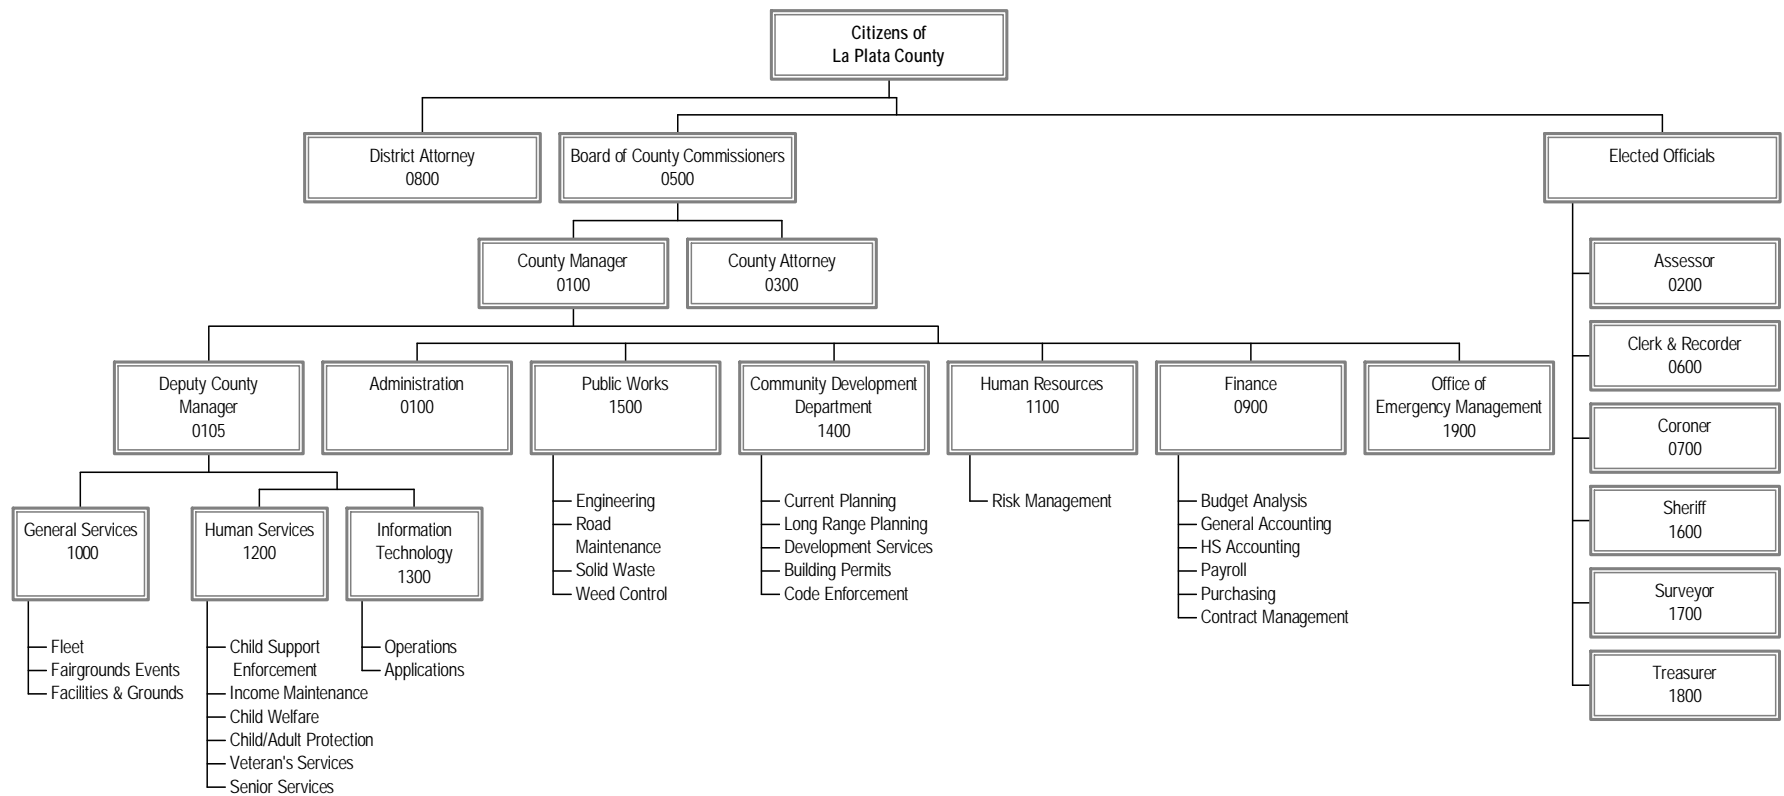 Citizens of
La Plata County
District Attorney
0800
Board of County Commissioners
0500
Elected Officials
County Manager
0100
County Attorney
0300
Assessor
0200
Clerk & Recorder
0600
Coroner
0700
Sheriff
1600
Surveyor
1700
Treasurer
1800
Deputy County
Manager
0105
Administration
0100
Public Works
1500
Community Development
Department
1400
Human Resources
1100
Finance
0900
Office of
Emergency Management
1900
Engineering
Road
Maintenance
Solid Waste
Weed Control
Current Planning
Long Range Planning
Development Services
Building Permits
Code Enforcement
Risk Management
Budget Analysis
General Accounting
HS Accounting
Payroll
Purchasing
Contract Management
General Services
1000
Human Services
1200
Information
Technology
1300
Fleet
Fairgrounds Events
Facilities & Grounds
Child Support
Enforcement
Income Maintenance
Child Welfare
Child/Adult Protection
Veteran's Services
Senior Services
Operations
Applications